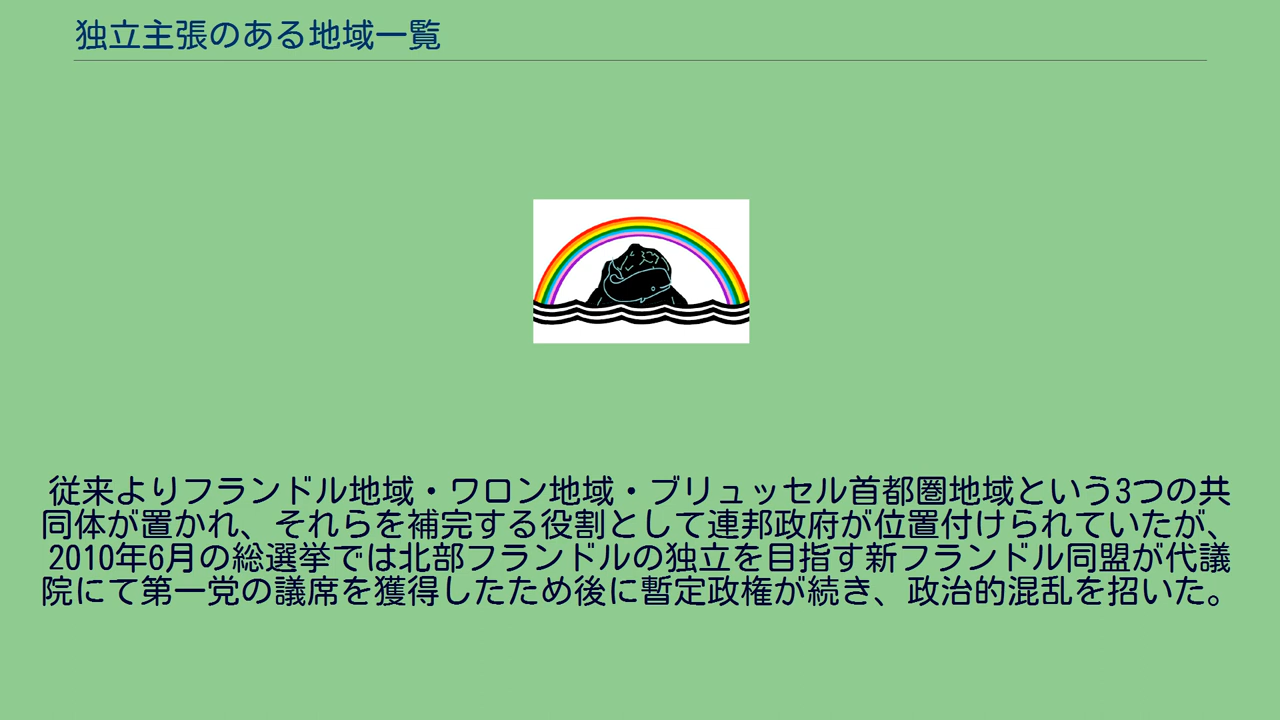 独立主張のある地域一覧
従来よりフランドル地域・ワロン地域・ブリュッセル首都圏地域という3つの共
同体が置かれ、それらを補完する役割として連邦政府が位置付けられていたが、
2010年6月の総選挙では北部フランドルの独立を目指す新フランドル同盟が代議
院にて第一党の議席を獲得したため後に暫定政権が続き、政治的混乱を招いた。